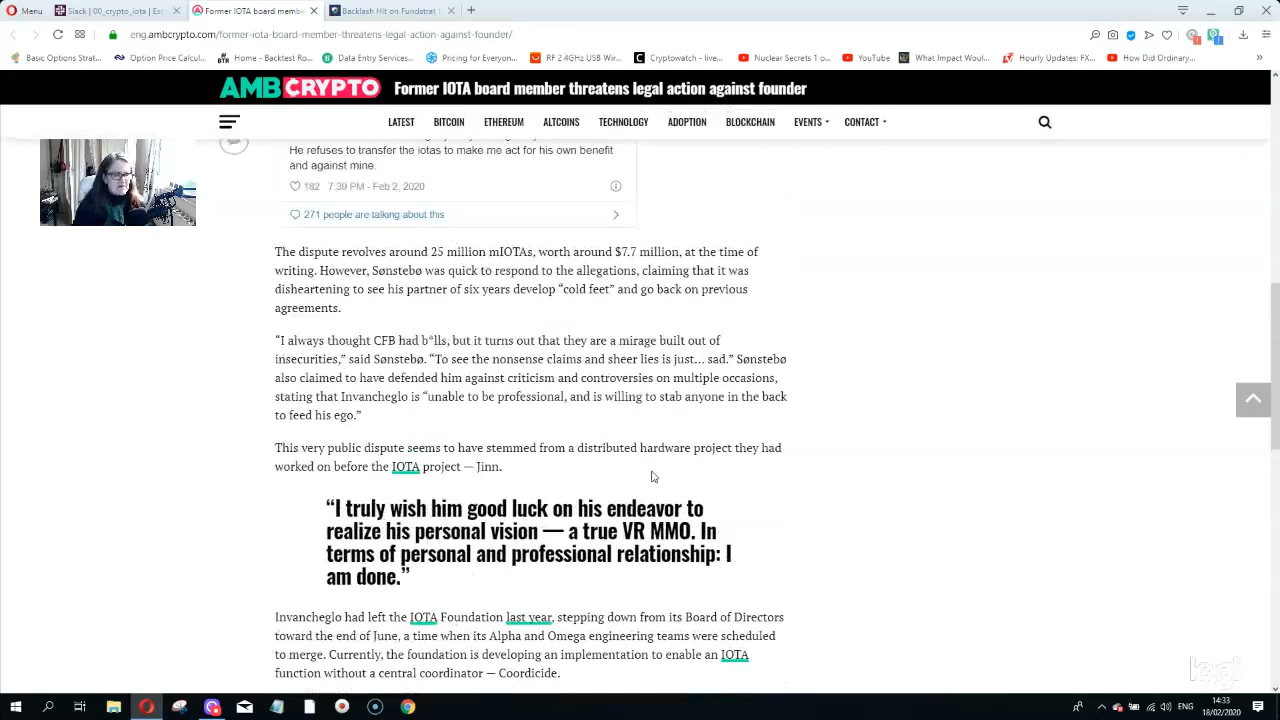 Menu
Slack | 00_crypto_iota | Esc
Former IOTA board membe
Backlash Hit on Fundstrat I
eng.ambcrypto.com/former-iota-board-member-threatens-legal-action-against-founder/
Basic Options Strat...
Option Price Calcul...
BTR Home - Backtest Ro...
Data Entry Services...
Pricing for Everyon...
RF 2.4GHz USB Wir...
Cryptowatch - live...
Nuclear Secrets 1 o...
YouTube
What Impact Woul...
Hourly Updates: FX...
How Did Ordinary...
»
AMBCRYPTO Former IOTA board member threatens legal action against founder
LATEST BITCOIN ETHEREUM ALTCOINS TECHNOLOGY ADOPTION BLOCKCHAIN EVENTS CONTACT
He refuses to transfer the iotas to make me act for his own benefit
and against mine.
182 7:39 PM - Feb 2, 2020
271 people are talking about this
The dispute revolves around 25 million mIOTAs, worth around $7.7 million, at the time of
writing. However, Sønstebø was quick to respond to the allegations, claiming that it was
disheartening to see his partner of six years develop “cold feet” and go back on previous
agreements.
“I always thought CFB had b*lls, but it turns out that they are a mirage built out of
insecurities,” said Sønstebø. “To see the nonsense claims and sheer lies is just… sad.” Sønstebø
also claimed to have defended him against criticism and controversies on multiple occasions,
stating that Invancheglo is “unable to be professional, and is willing to stab anyone in the back
to feed his ego.”
This very public dispute seems to have stemmed from a distributed hardware project they had
worked on before the IOTA project — Jinn.
“I truly wish him good luck on his endeavor to
realize his personal vision — a true VR MMO. In
terms of personal and professional relationship: I
am done.”
Invancheglo had left the IOTA Foundation last year, stepping down from its Board of Directors
toward the end of June, a time when its Alpha and Omega engineering teams were scheduled
to merge. Currently, the foundation is developing an implementation to enable an IOTA
function without a central coordinator — Coordicide.
ENG
14:33
18/02/2020